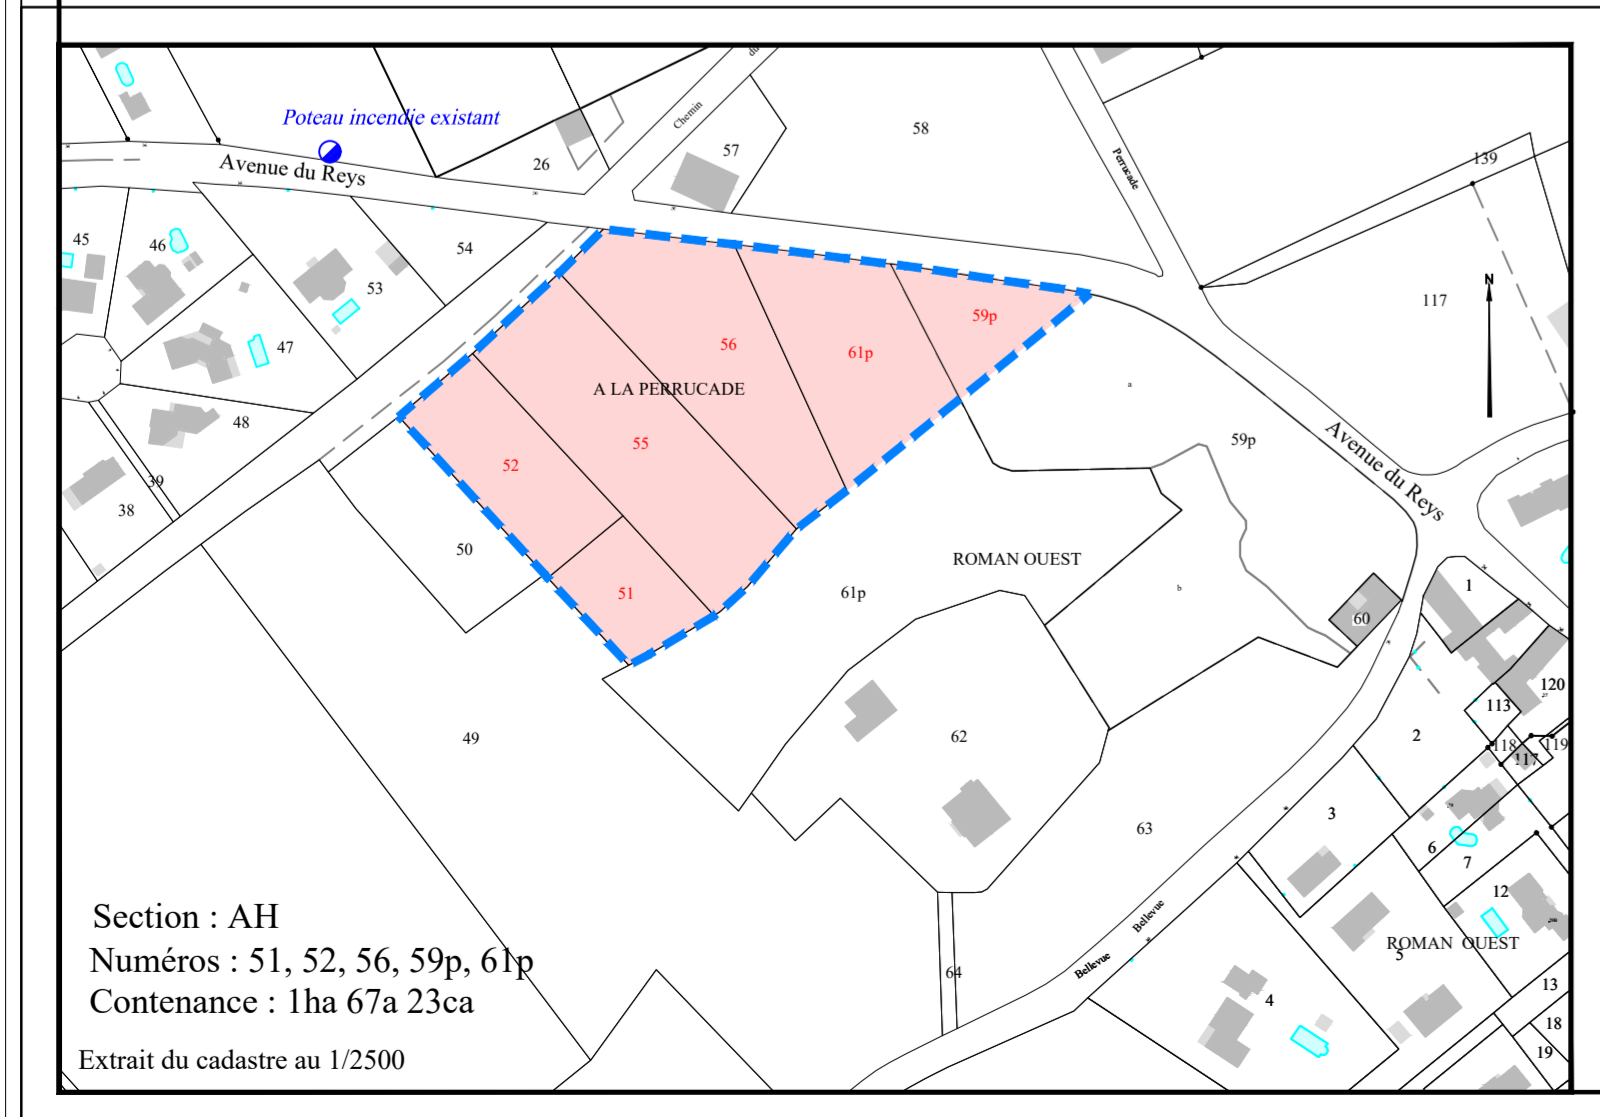 du
Poteau incendie existant
Chemin
58
57
26
Avenue du Reys
Perrucade
139
45
46
54
53
117
N
59p
56
61p
47
a
A LA PERRUCADE
48
59p
55
52
Avenue du Reys
39
38
50
ROMAN OUEST
61p
51
b
1
60
120
27
113
49
62
2
118
119
117
3
63
6
7
12
Section : AH
Bellevue
Numéros : 51, 52, 56, 59p, 61p
ROMAN OUEST
5
Bellevue
64
Contenance : 1ha 67a 23ca
4
13
18
19
Extrait du cadastre au 1/2500